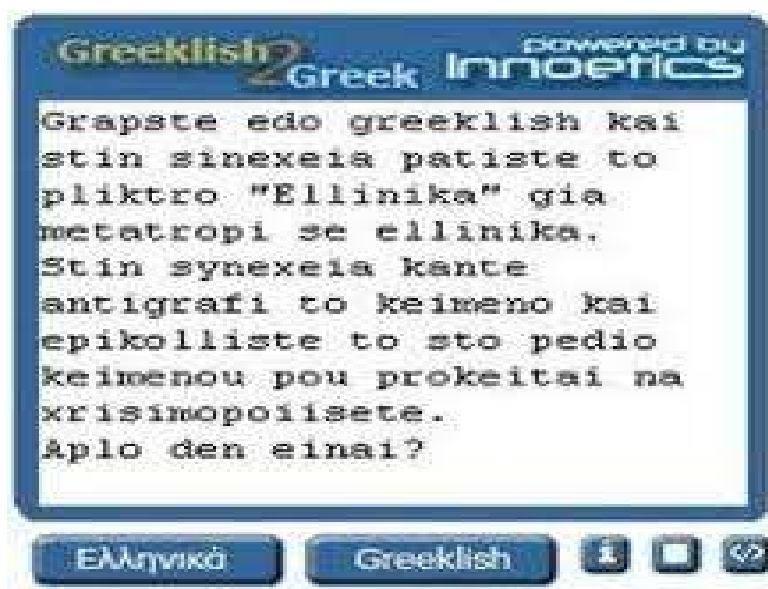 Greeklish2Greek powered by Innoetics
Grapste edo greeklish kai
stin sinexeia patiste to
pliktro "Ellinika" gia
metatropi se ellinika.
Stin synexeia kante
antigrafi to keimeno kai
epikolliste to sto pedio
keimenou pou prokeitai na
xrisimopoiisete.
Aplo den einai?
Ελληνικά Greeklish i </>